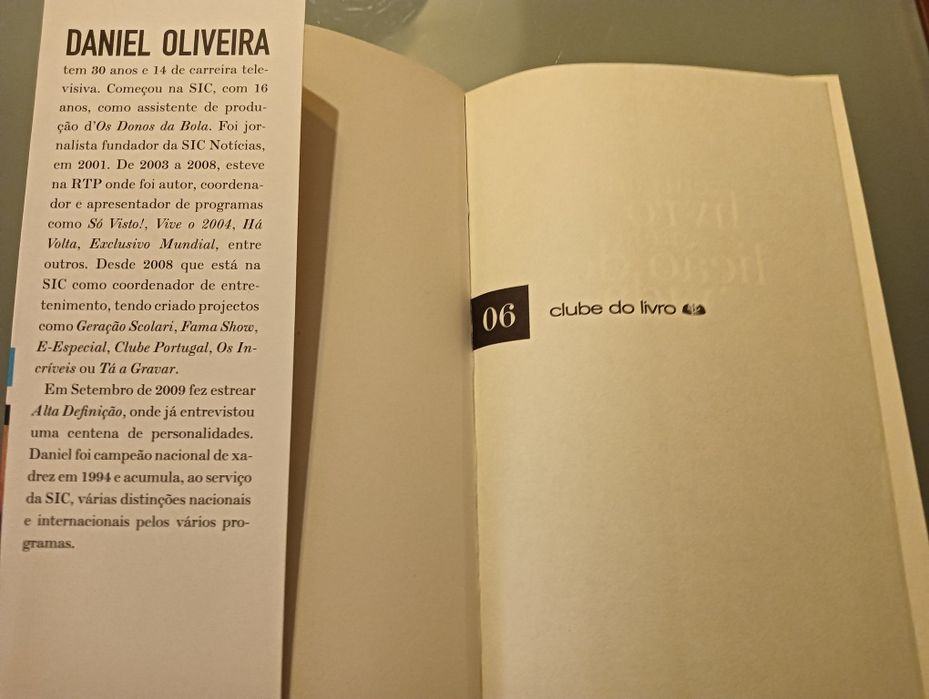 DANIEL OLIVEIRA
tem 30 anos e 14 de carreira tele-
visiva. Começou na SIC, com 16
anos, como assistente de produ-
ção d'Os Donos da Bola. Foi jor-
nalista fundador da SIC Notícias,
em 2001. De 2003 a 2008, esteve
na RTP onde foi autor, coordena-
dor e apresentador de programas
como Só Visto!, Vive o 2004, Há
Volta, Exclusivo Mundial, entre
outros. Desde 2008 que está na
SIC como coordenador de entre-
tenimento, tendo criado projectos
como Geração Scolari, Fama Show,
E-Especial, Clube Portugal, Os In-
críveis ou Tá a Gravar.
Em Setembro de 2009 fez estrear
Alta Definição, onde já entrevistou
uma centena de personalidades.
Daniel foi campeão nacional de xa-
drez em 1994 e acumula, ao serviço
da SIC, várias distinções nacionais
e internacionais pelos vários pro-
gramas.
06
clube do livro